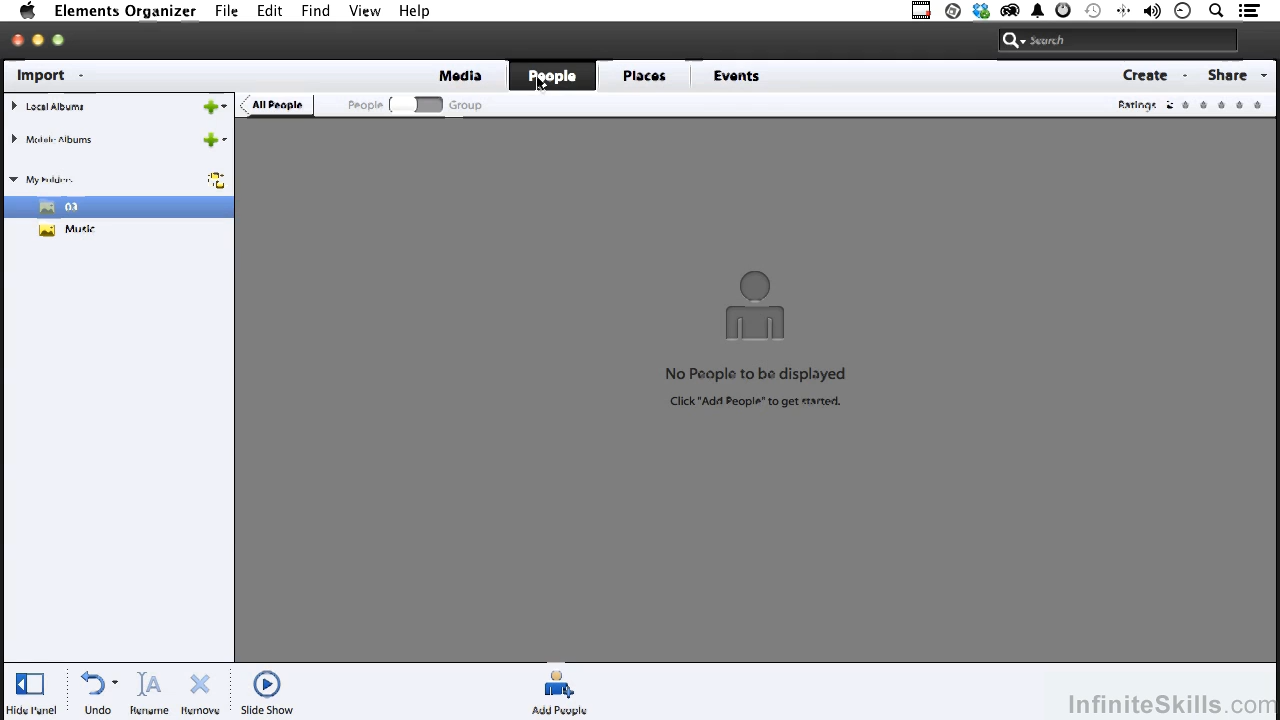 Elements Organizer File Edit Find View Help
Search
Import Media People Places Events Create Share
Local Albums All People People Group Ratings
Mobile Albums
My Folders
03
Music
No People to be displayed
Click "Add People" to get started.
Hide Panel Undo Rename Remove Slide Show Add People
InfiniteSkills.com